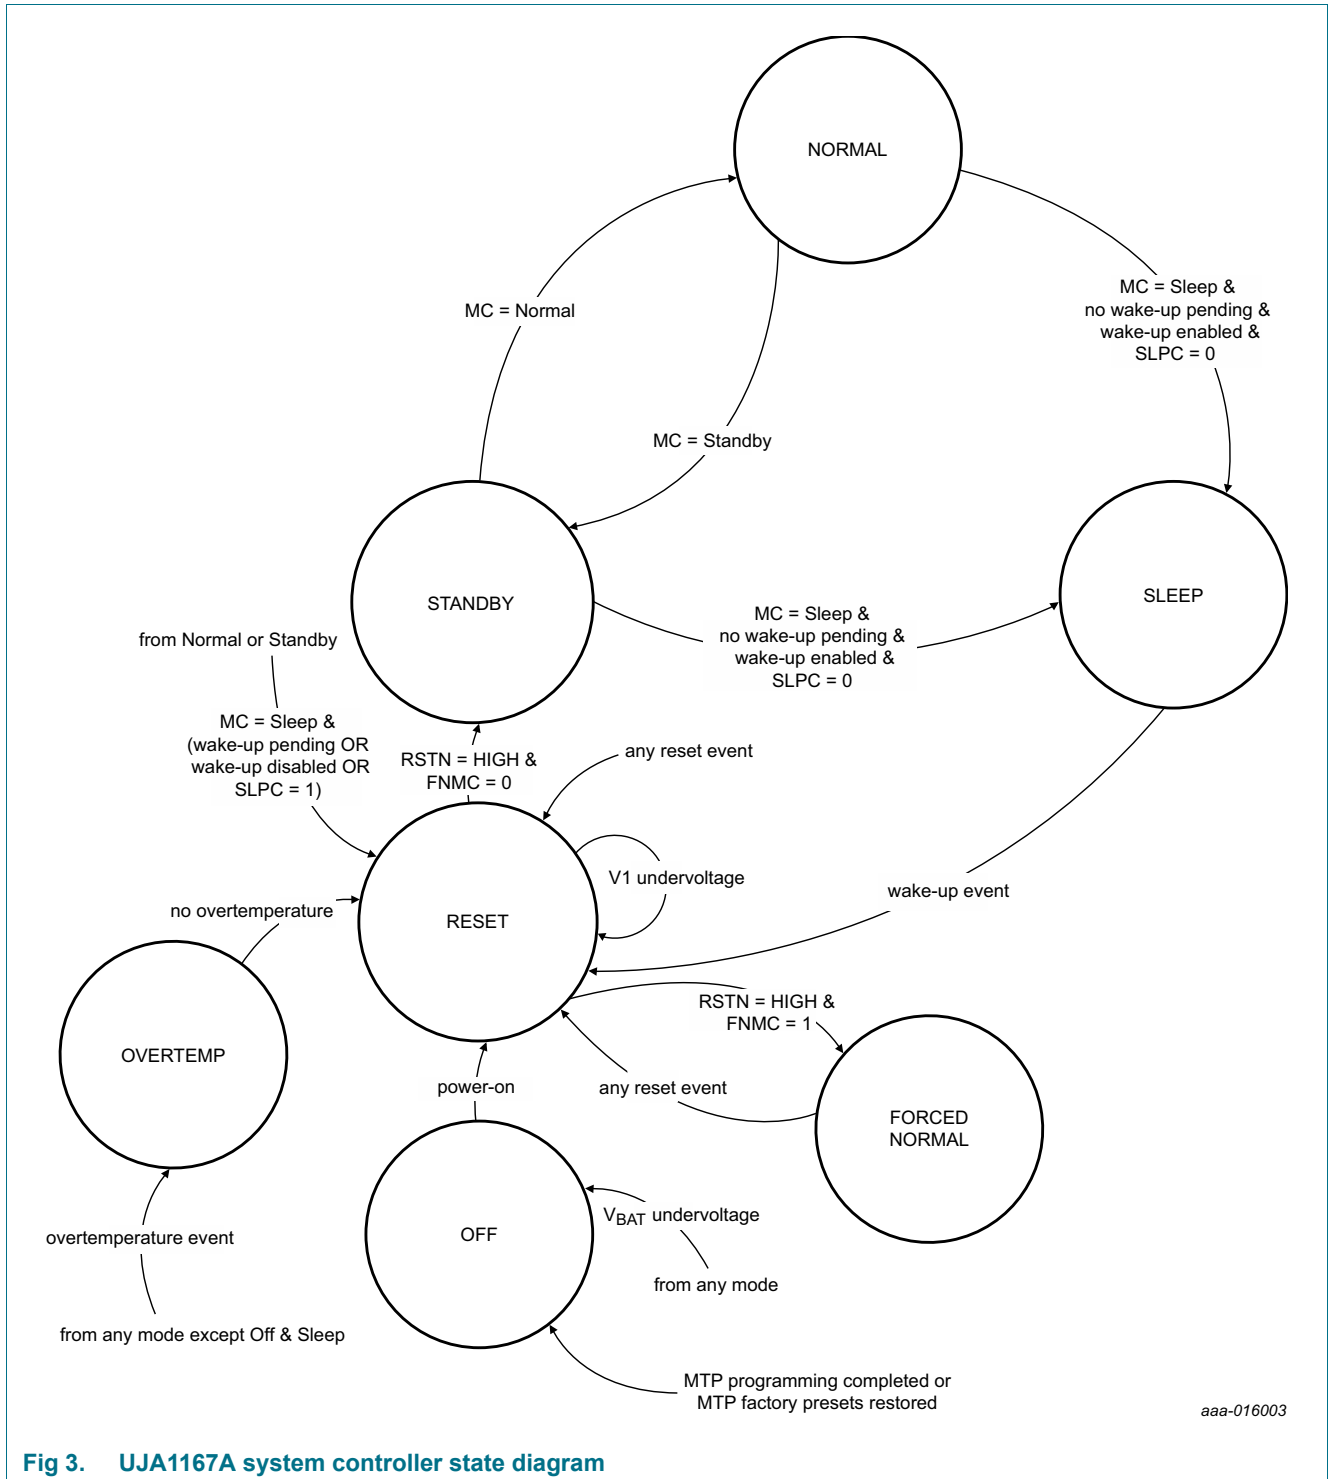 NORMAL
MC = Sleep &
no wake-up pending &
wake-up enabled &
SLPC = 0
MC = Normal
MC = Standby
STANDBY
SLEEP
MC = Sleep &
no wake-up pending &
wake-up enabled &
SLPC = 0
from Normal or Standby
MC = Sleep &
(wake-up pending OR
wake-up disabled OR
SLPC = 1)
RSTN = HIGH &
FNMC = 0
any reset event
V1 undervoltage
wake-up event
no overtemperature
RESET
RSTN = HIGH &
FNMC = 1
OVERTEMP
power-on
any reset event
FORCED
NORMAL
OFF
VBAT undervoltage
from any mode
overtemperature event
from any mode except Off & Sleep
MTP programming completed or
MTP factory presets restored
aaa-016003
Fig 3. UJA1167A system controller state diagram